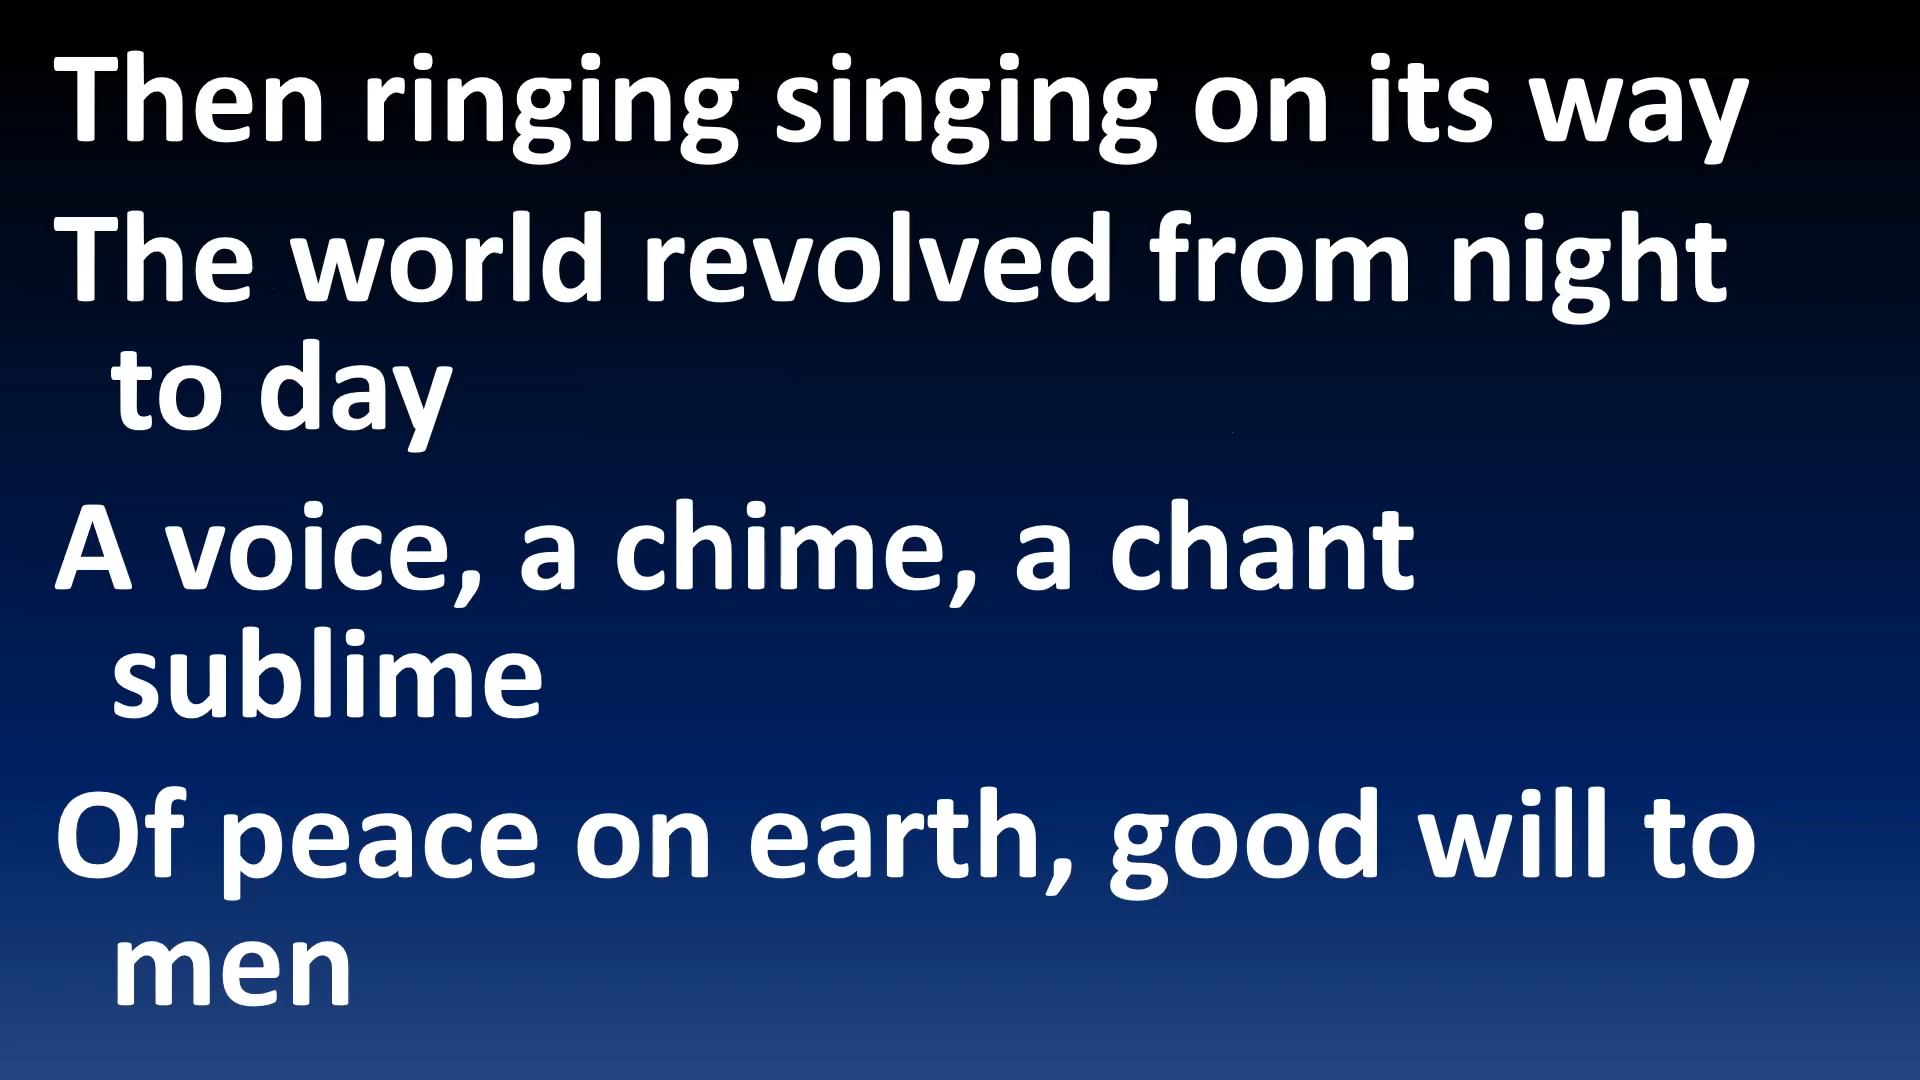 Then ringing singing on its way
The world revolved from night
to day
A voice, a chime, a chant
sublime
Of peace on earth, good will to
men